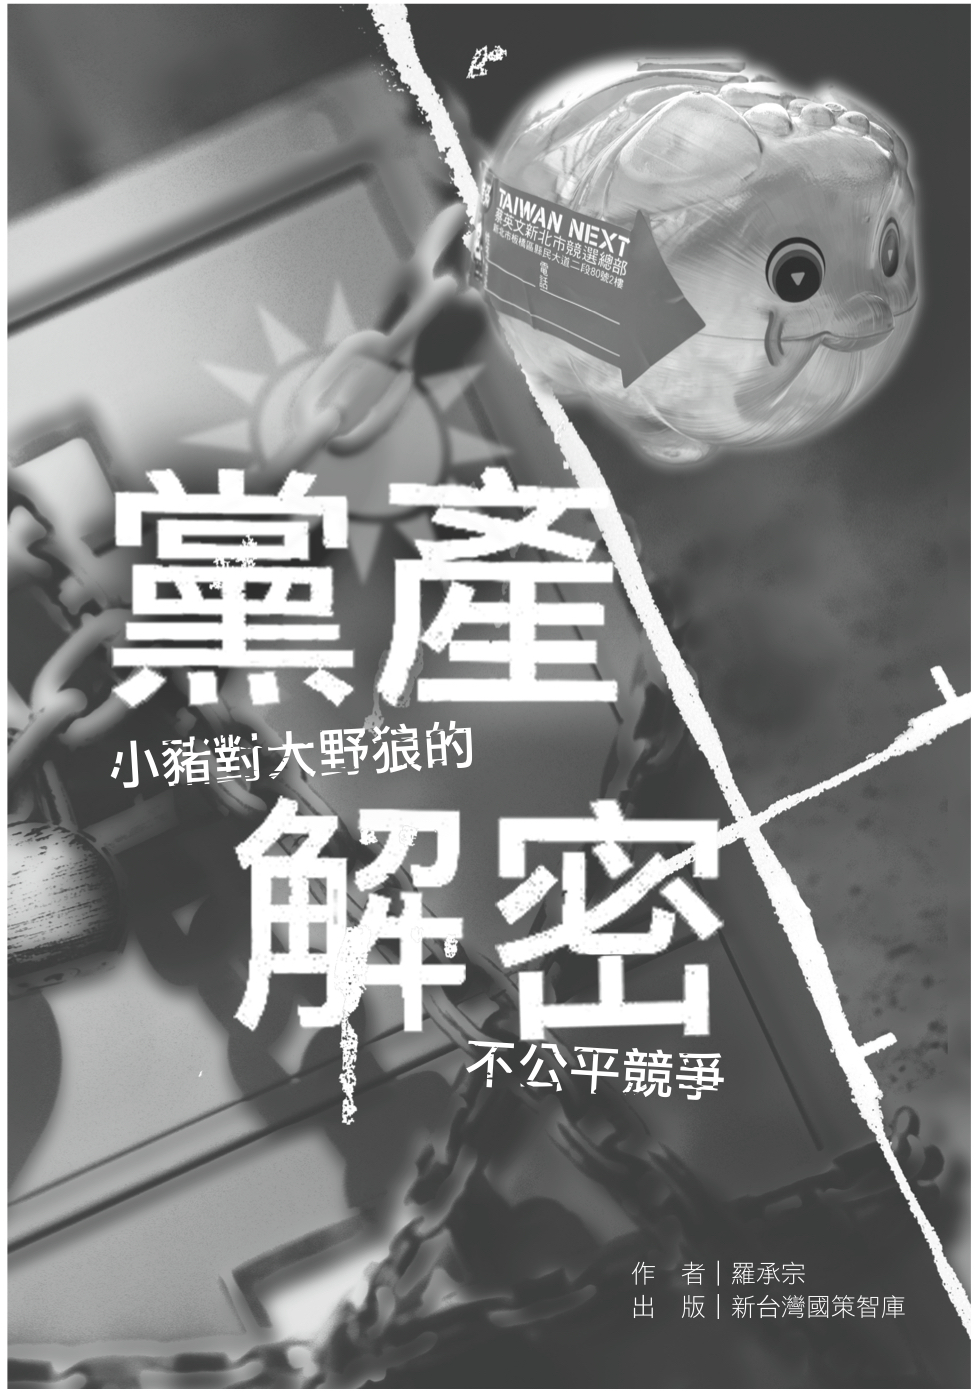 TAIWAN NEXT
蔡英文新北市競選總部
新北市板橋區縣民大道二段80號2樓
電話
黨產
小豬對大野狼的
解密
不公平競爭
作 者｜羅承宗
出 版｜新台灣國策智庫